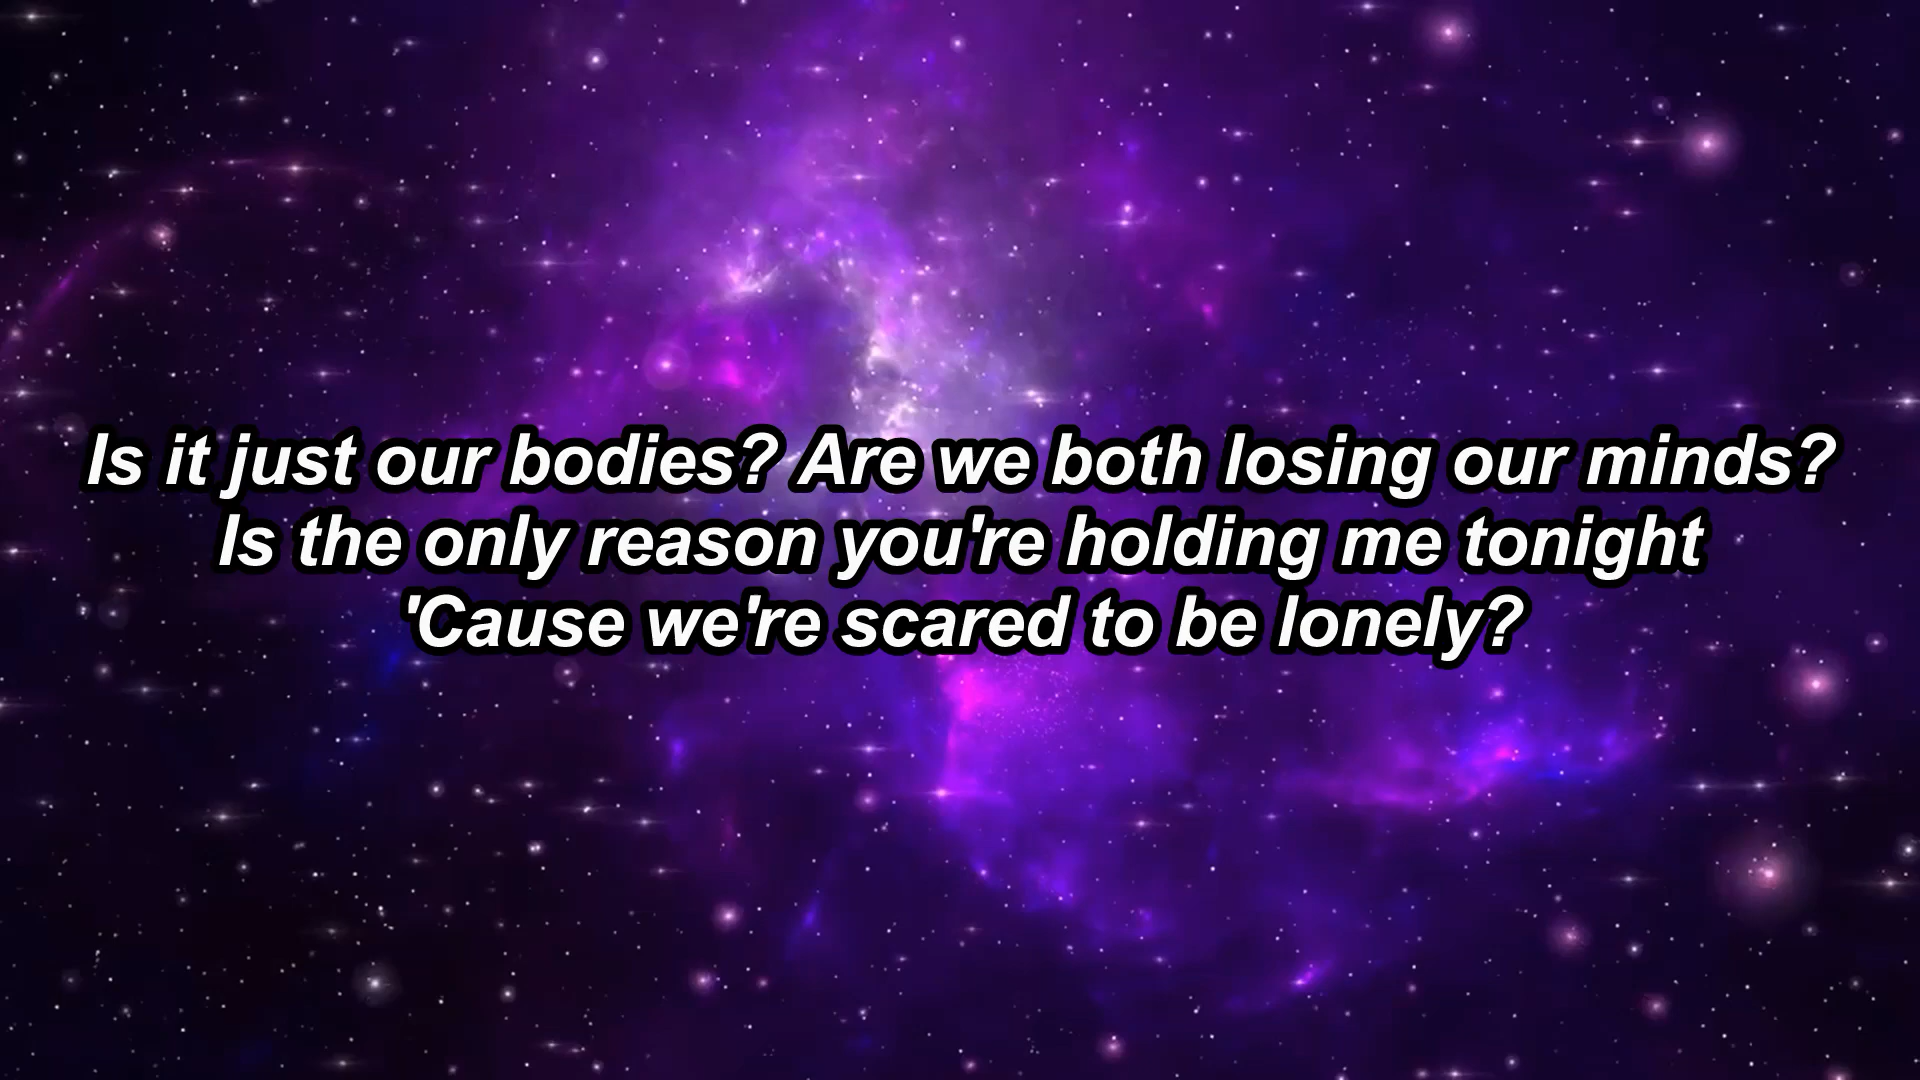 Is it just our bodies? Are we both losing our minds?
Is the only reason you're holding me tonight
'Cause we're scared to be lonely?